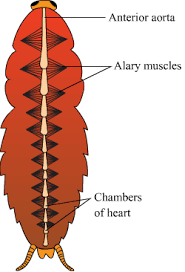 Anterior aorta
Alary muscles
Chambers
of heart